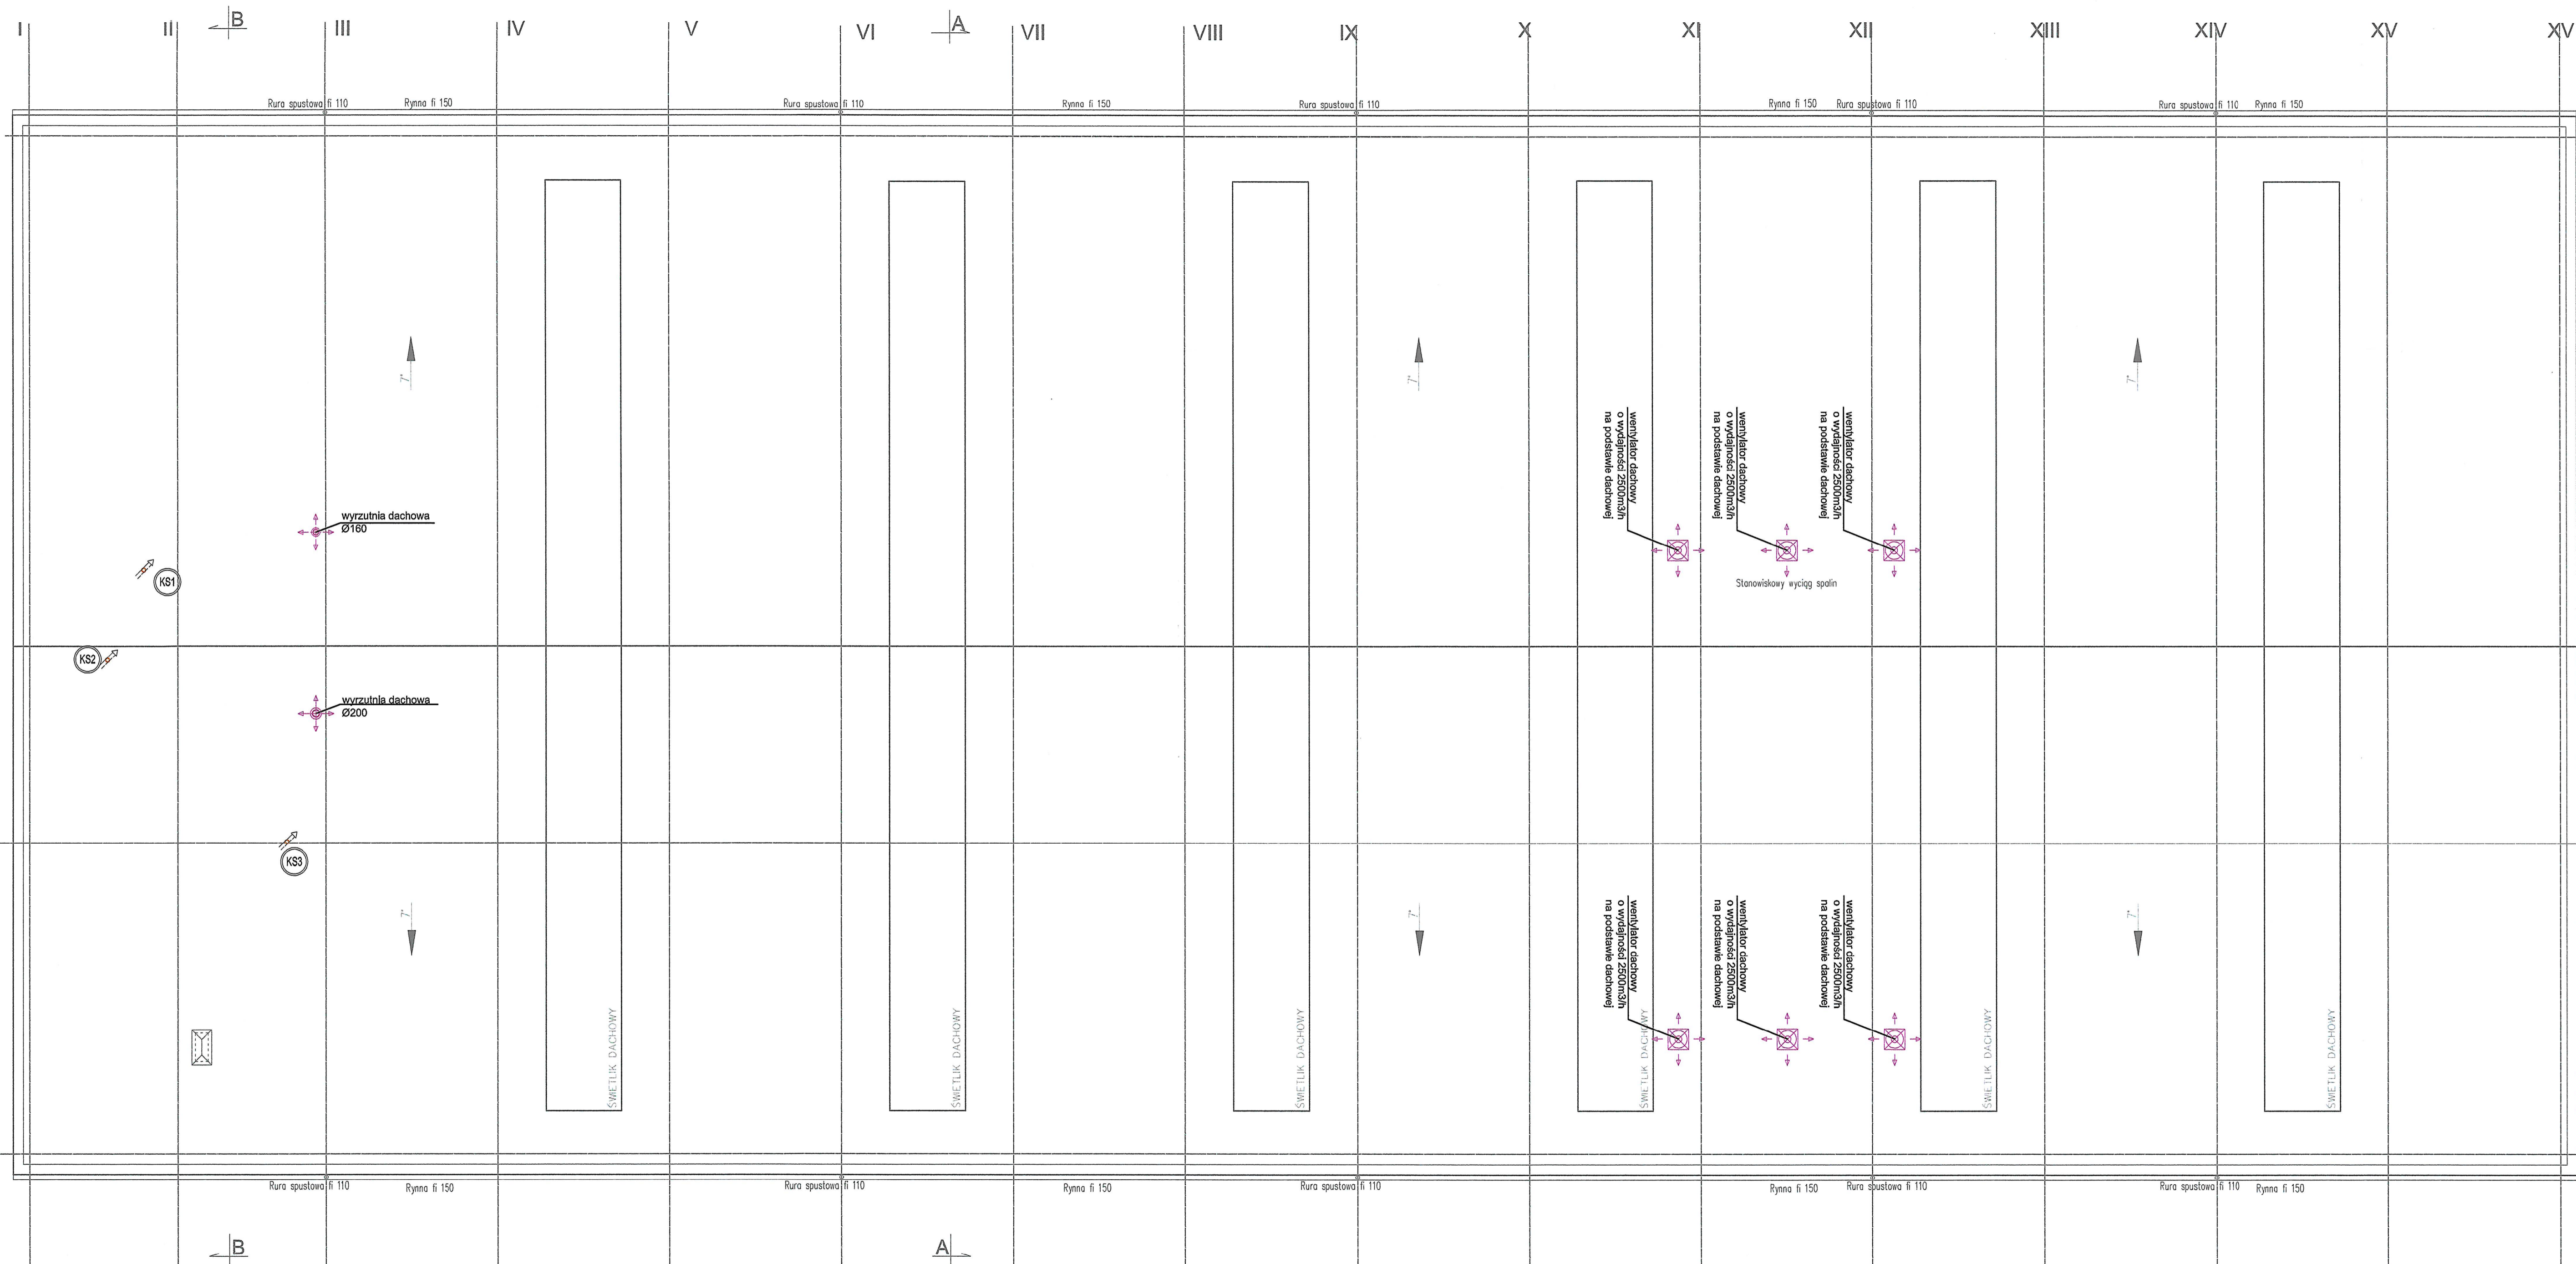 I II B III IV V VI A VII VIII IX X XI XII XIII XIV XV XV
Rura spustowa fi 110 Rynna fi 150 Rura spustowa fi 110 Rynna fi 150 Rura spustowa fi 110 Rynna fi 150 Rura spustowa fi 110 Rura spustowa fi 110 Rynna fi 150
7°
7°
7°
wentylator dachowy
o wydajności 2500m3/h
na podstawie dachowej
wentylator dachowy
o wydajności 2500m3/h
na podstawie dachowej
wentylator dachowy
o wydajności 2500m3/h
na podstawie dachowej
wyrzutnia dachowa
Ø160
KS1
Stanowiskowy wyciąg spalin
KS2
wyrzutnia dachowa
Ø200
KS3
7°
7°
7°
wentylator dachowy
o wydajności 2500m3/h
na podstawie dachowej
wentylator dachowy
o wydajności 2500m3/h
na podstawie dachowej
wentylator dachowy
o wydajności 2500m3/h
na podstawie dachowej
ŚWIETLIK DACHOWY
ŚWIETLIK DACHOWY
ŚWIETLIK DACHOWY
ŚWIETLIK DACHOWY
ŚWIETLIK DACHOWY
ŚWIETLIK DACHOWY
Rura spustowa fi 110 Rynna fi 150 Rura spustowa fi 110 Rynna fi 150 Rura spustowa fi 110 Rynna fi 150 Rura spustowa fi 110 Rura spustowa fi 110 Rynna fi 150
B A